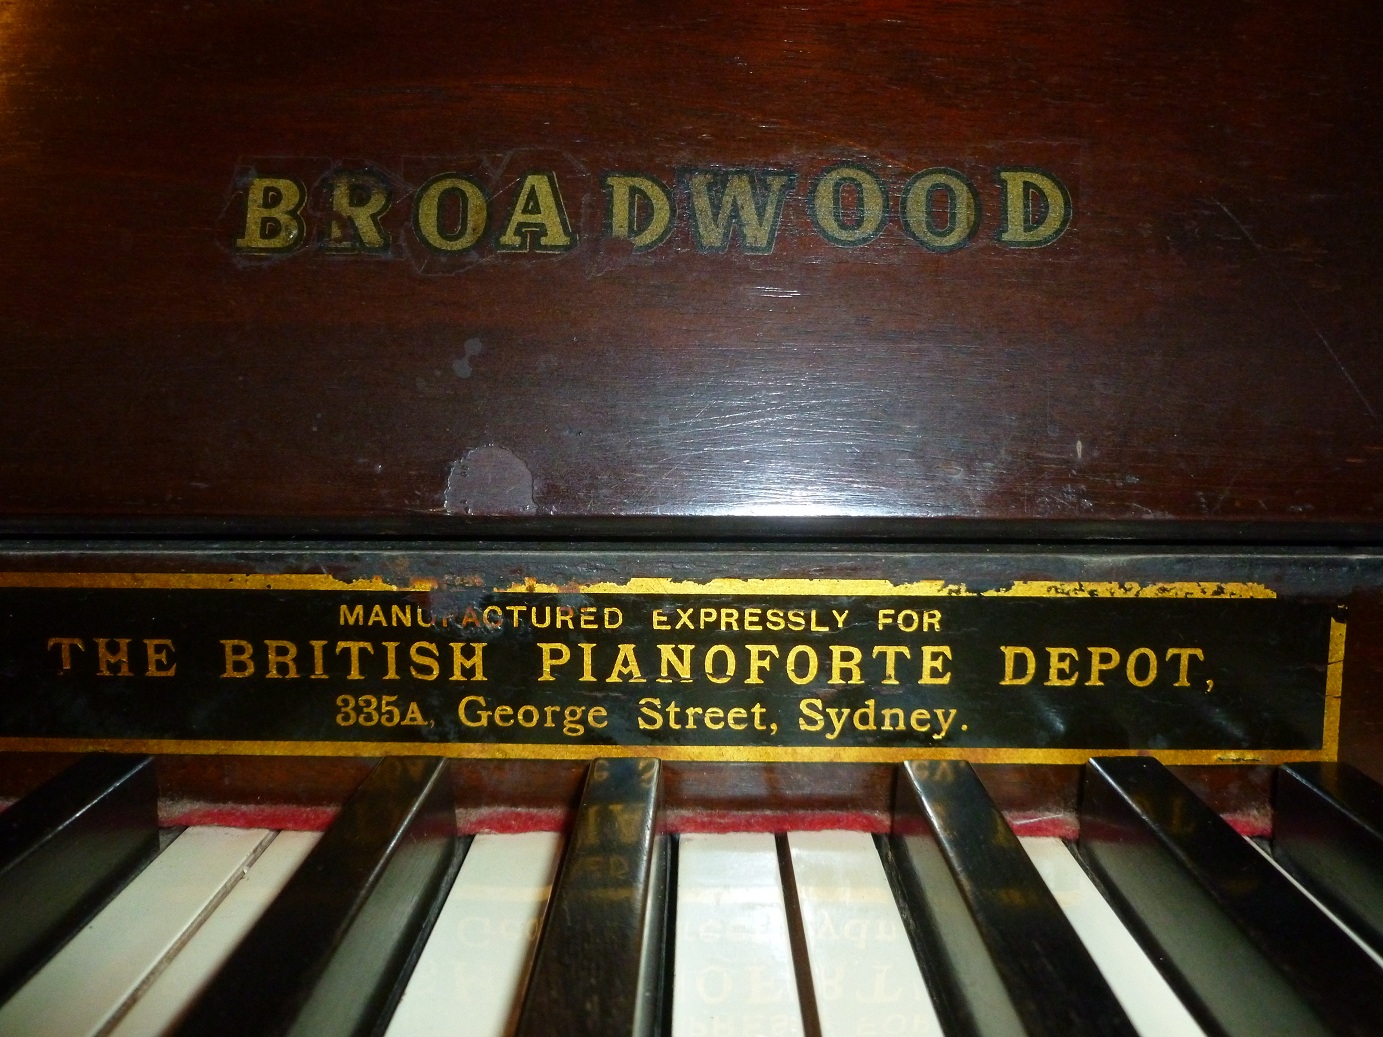 BROADWOOD
MANUFACTURED EXPRESSLY FOR
THE BRITISH PIANOFORTE DEPOT,
335A, George Street, Sydney.